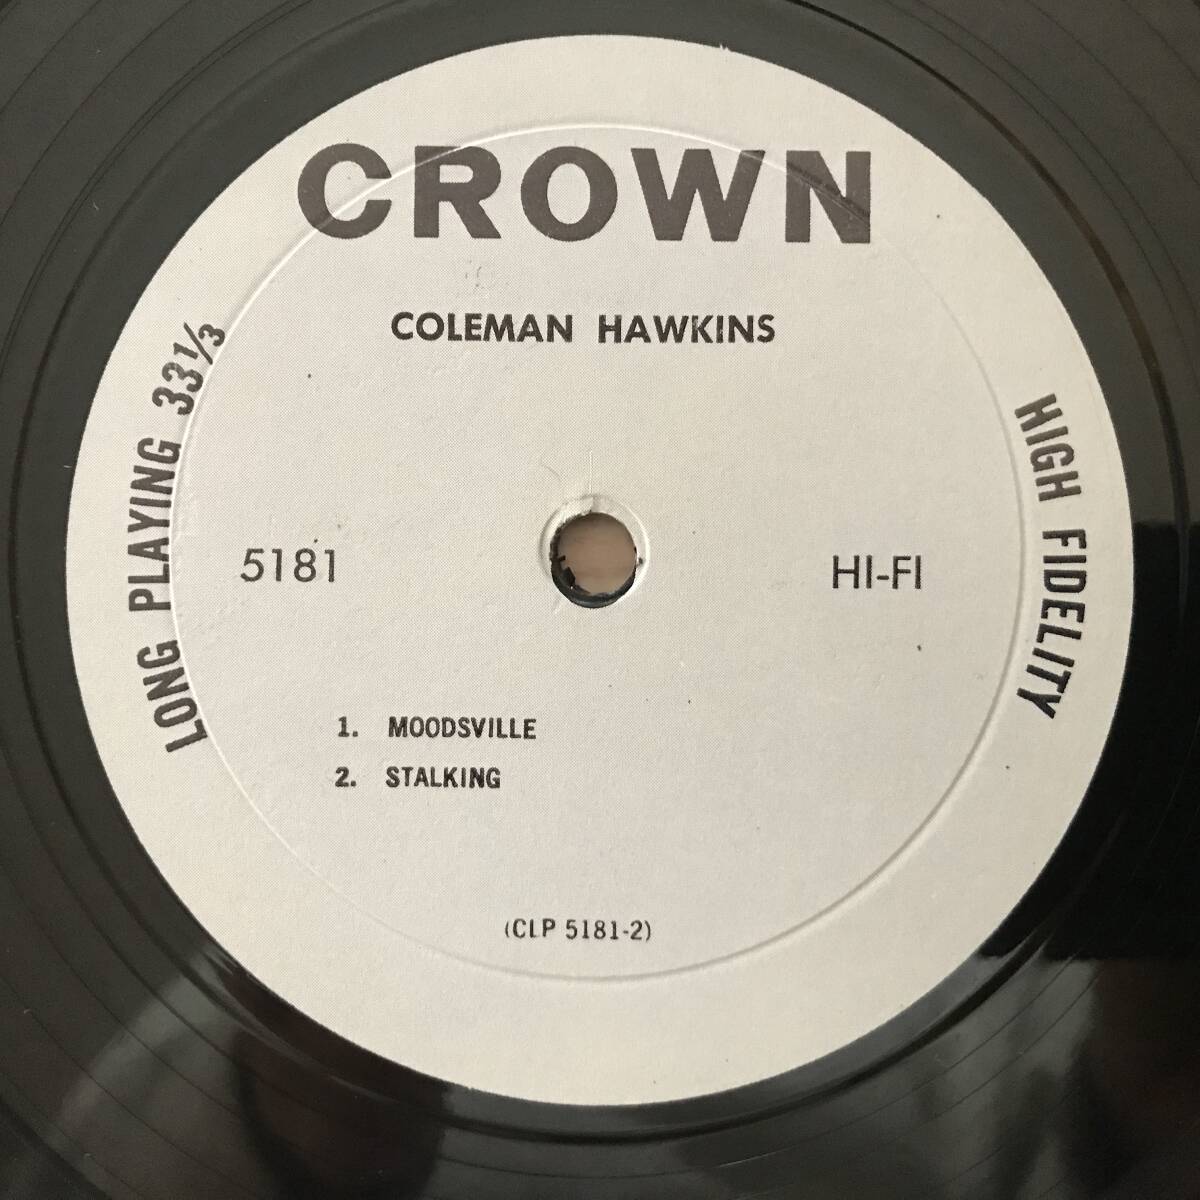 CROWN
COLEMAN HAWKINS
LONG PLAYING 33⅓
HIGH FIDELITY
5181
HI-FI
1. MOODSVILLE
2. STALKING
(CLP 5181-2)